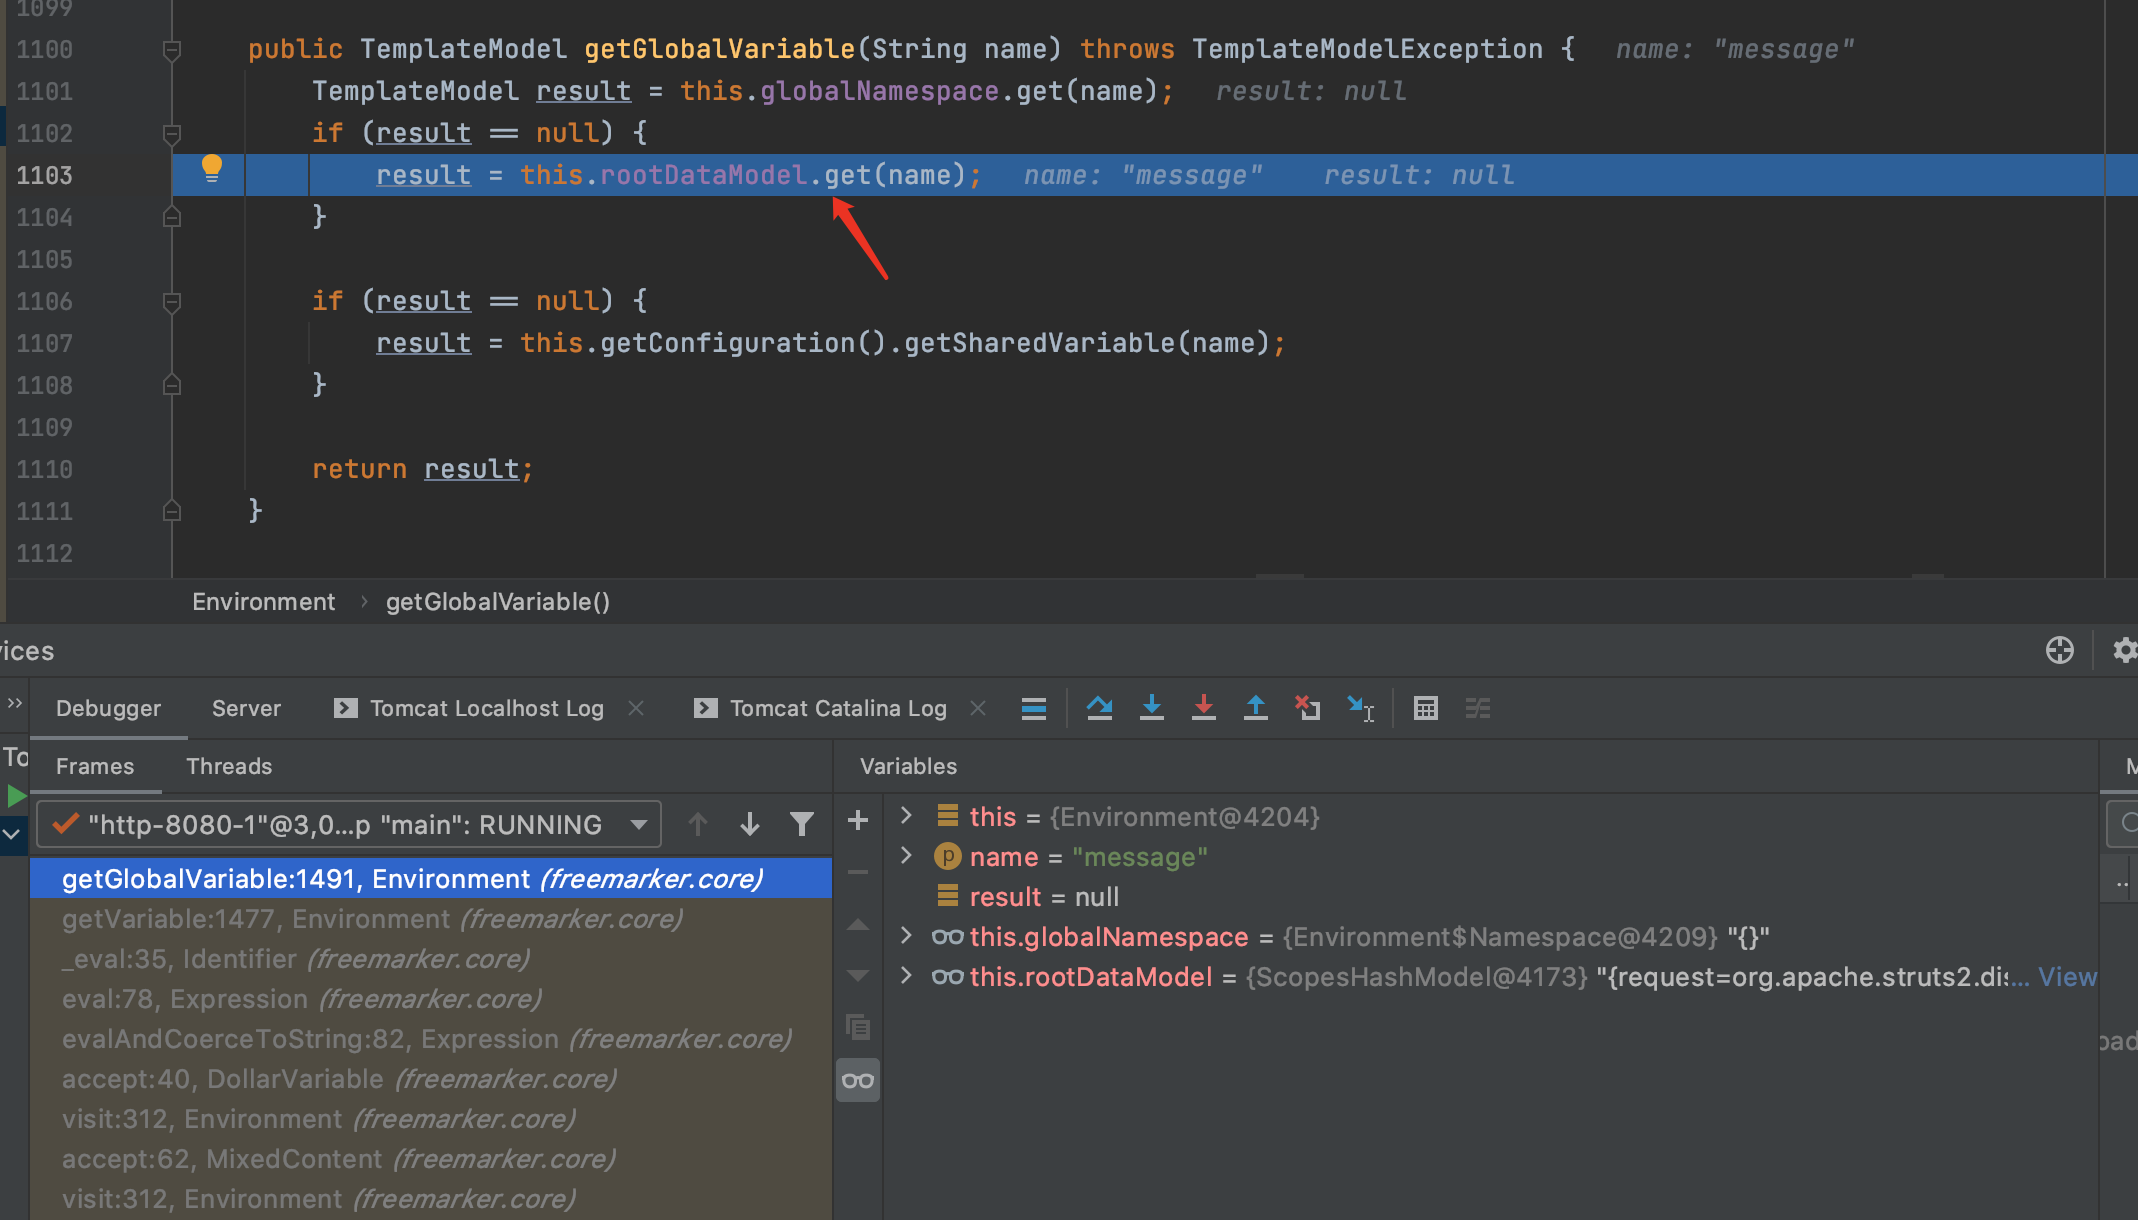 1099
1100 public TemplateModel getGlobalVariable(String name) throws TemplateModelException { name: "message"
1101 TemplateModel result = this.globalNamespace.get(name); result: null
1102 if (result == null) {
1103 result = this.rootDataModel.get(name); name: "message" result: null
1104 }
1105
1106 if (result == null) {
1107 result = this.getConfiguration().getSharedVariable(name);
1108 }
1109
1110 return result;
1111 }
1112
Environment › getGlobalVariable()
ices
Debugger Server Tomcat Localhost Log Tomcat Catalina Log
To
Frames Threads
"http-8080-1"@3,0...p "main": RUNNING
getGlobalVariable:1491, Environment (freemarker.core)
getVariable:1477, Environment (freemarker.core)
_eval:35, Identifier (freemarker.core)
eval:78, Expression (freemarker.core)
evalAndCoerceToString:82, Expression (freemarker.core)
accept:40, DollarVariable (freemarker.core)
visit:312, Environment (freemarker.core)
accept:62, MixedContent (freemarker.core)
visit:312, Environment (freemarker.core)
Variables
this = {Environment@4204}
p name = "message"
result = null
this.globalNamespace = {Environment$Namespace@4209} "{}"
this.rootDataModel = {ScopesHashModel@4173} "{request=org.apache.struts2.dis... View